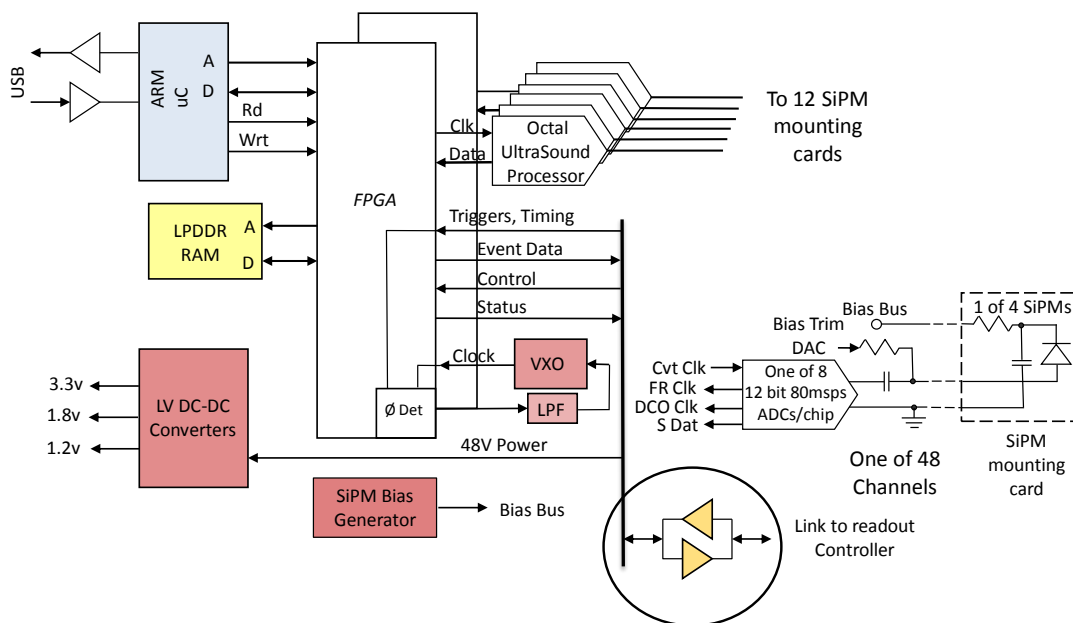 USB
ARM
uC
A
D
Rd
Wrt
FPGA
Clk
Data
Octal
UltraSound
Processor
To 12 SiPM
mounting
cards
LPDDR
RAM
A
D
Triggers, Timing
Event Data
Control
Status
Clock
VXO
LPF
Ø Det
48V Power
LV DC-DC
Converters
3.3v
1.8v
1.2v
SiPM Bias
Generator
Bias Bus
Link to readout
Controller
Bias Bus
Bias Trim
DAC
1 of 4 SiPMs
Cvt Clk
FR Clk
DCO Clk
S Dat
One of 8
12 bit 80msps
ADCs/chip
One of 48
Channels
SiPM
mounting
card